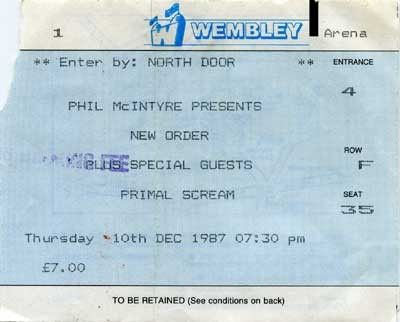 1 WEMBLEY Arena
** Enter by: NORTH DOOR ** ENTRANCE
4
PHIL McINTYRE PRESENTS
NEW ORDER
ROW
PLUS SPECIAL GUESTS F
PRIMAL SCREAM SEAT
35
Thursday 10th DEC 1987 07:30 pm
£7.00
TO BE RETAINED (See conditions on back)